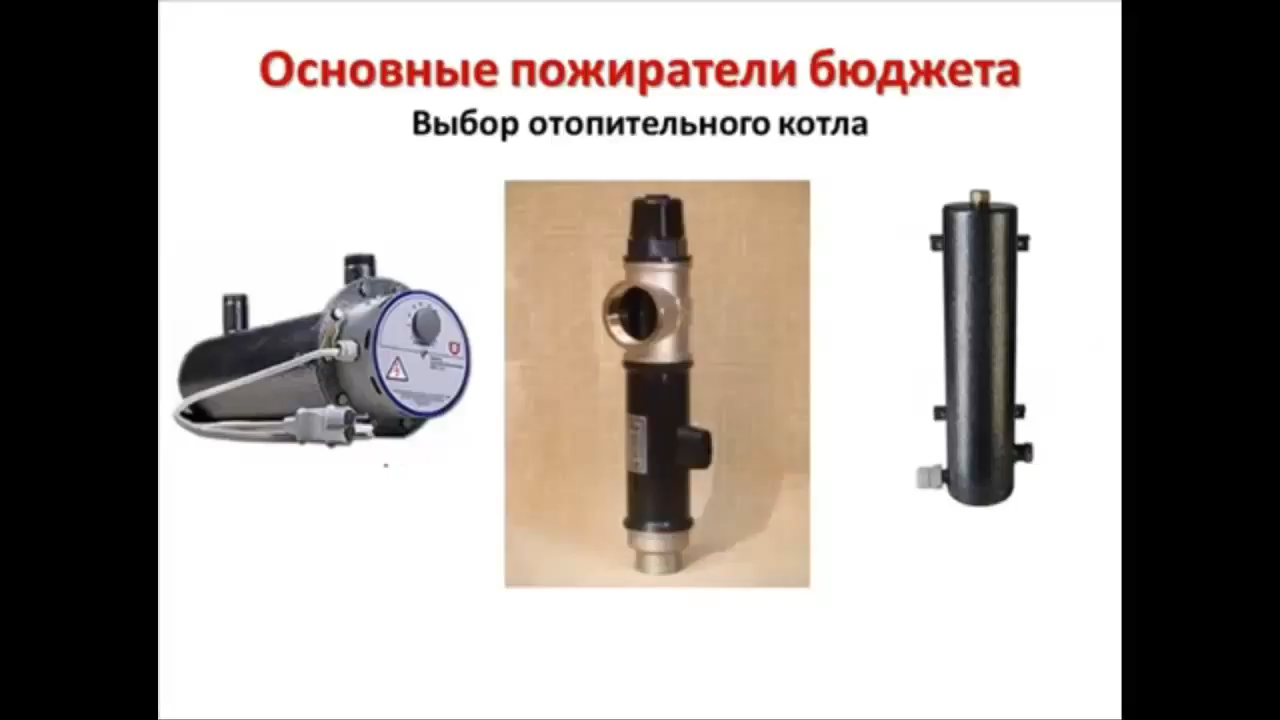 Основные пожиратели бюджета
Выбор отопительного котла